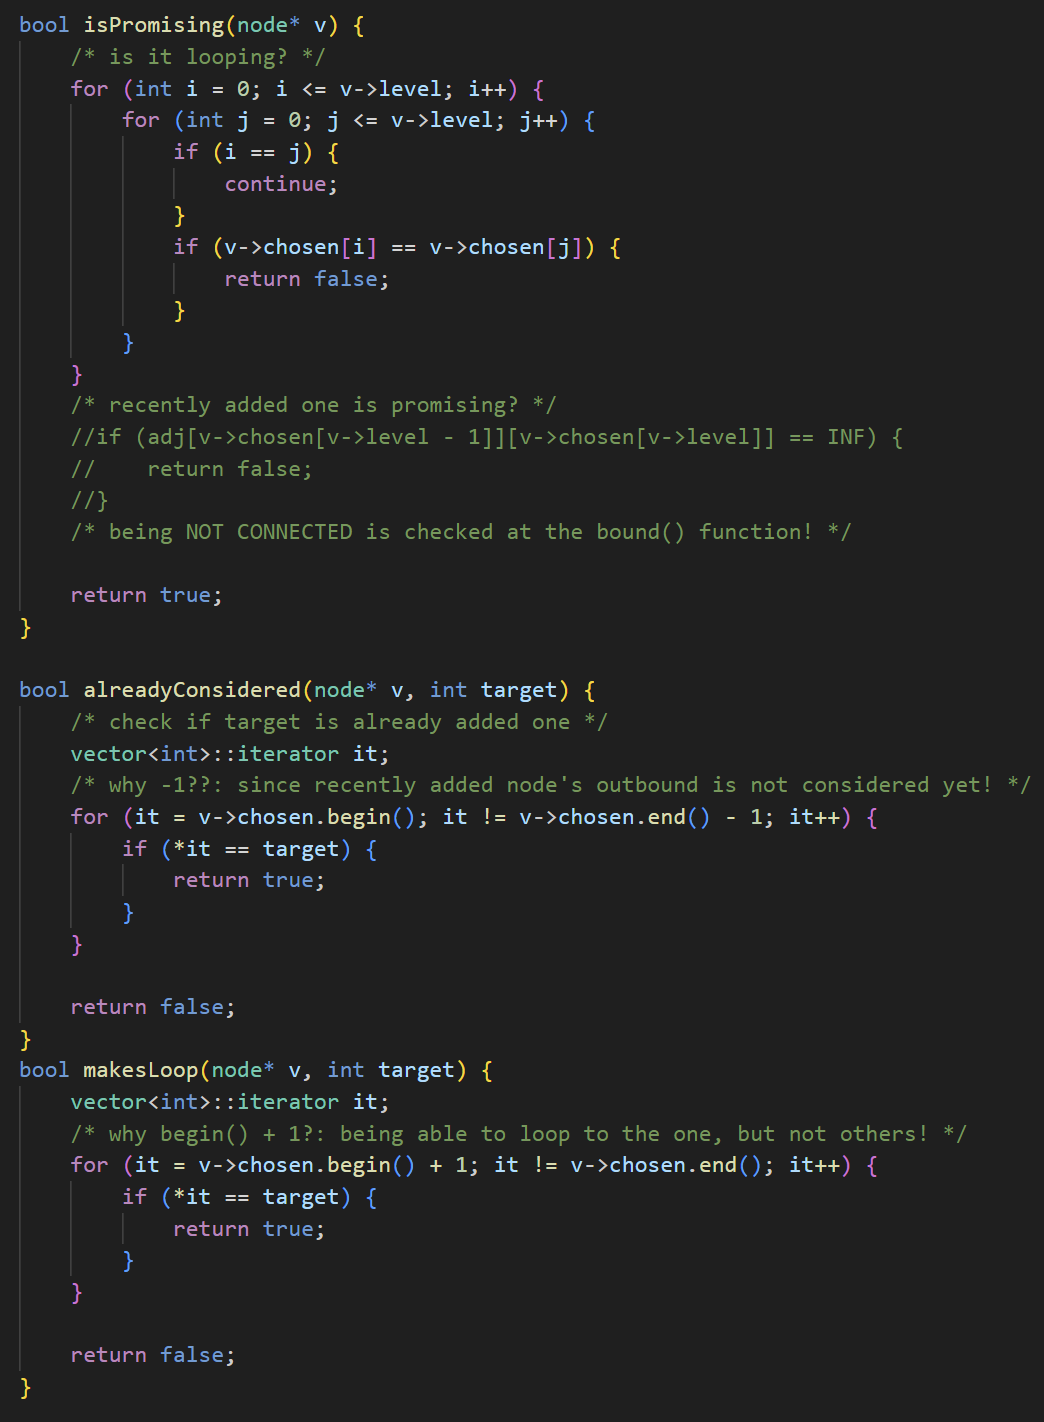 bool isPromising(node* v) {
    /* is it looping? */
    for (int i = 0; i <= v->level; i++) {
        for (int j = 0; j <= v->level; j++) {
            if (i == j) {
                continue;
            }
            if (v->chosen[i] == v->chosen[j]) {
                return false;
            }
        }
    }
    /* recently added one is promising? */
    //if (adj[v->chosen[v->level - 1]][v->chosen[v->level]] == INF) {
    //    return false;
    //}
    /* being NOT CONNECTED is checked at the bound() function! */

    return true;
}

bool alreadyConsidered(node* v, int target) {
    /* check if target is already added one */
    vector<int>::iterator it;
    /* why -1??: since recently added node's outbound is not considered yet! */
    for (it = v->chosen.begin(); it != v->chosen.end() - 1; it++) {
        if (*it == target) {
            return true;
        }
    }

    return false;
}
bool makesLoop(node* v, int target) {
    vector<int>::iterator it;
    /* why begin() + 1?: being able to loop to the one, but not others! */
    for (it = v->chosen.begin() + 1; it != v->chosen.end(); it++) {
        if (*it == target) {
            return true;
        }
    }

    return false;
}